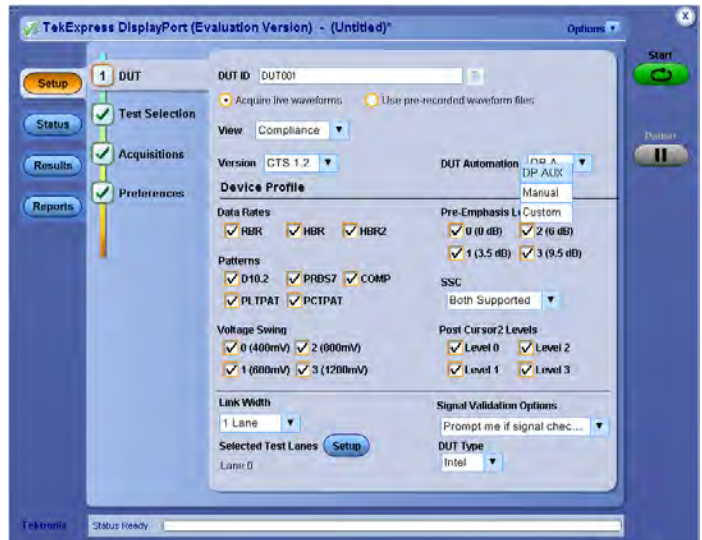 TekExpress DisplayPort (Evaluation Version) - (Untitled)*
Options
X
Setup
Status
Results
Reports
1 DUT
Test Selection
Acquisitions
Preferences
DUT ID DUT001
Acquire live waveforms Use pre-recorded waveform files
View Compliance
Version CTS 1.2 DUT Automation DP A
DP AUX
Manual
Custom
Device Profile
Data Rates
RBR HBR HBR2
Patterns
D10.2 PRBS7 COMP
PLTPAT PCTPAT
Voltage Swing
0 (400mV) 2 (800mV)
1 (600mV) 3 (1200mV)
Pre-Emphasis L
0 (0 dB) 2 (6 dB)
1 (3.5 dB) 3 (9.5 dB)
SSC
Both Supported
Post Cursor2 Levels
Level 0 Level 2
Level 1 Level 3
Link Width
1 Lane
Selected Test Lanes Setup
Lane 0
Signal Validation Options
Prompt me if signal chec...
DUT Type
Intel
Start
Tektronix
Status Ready